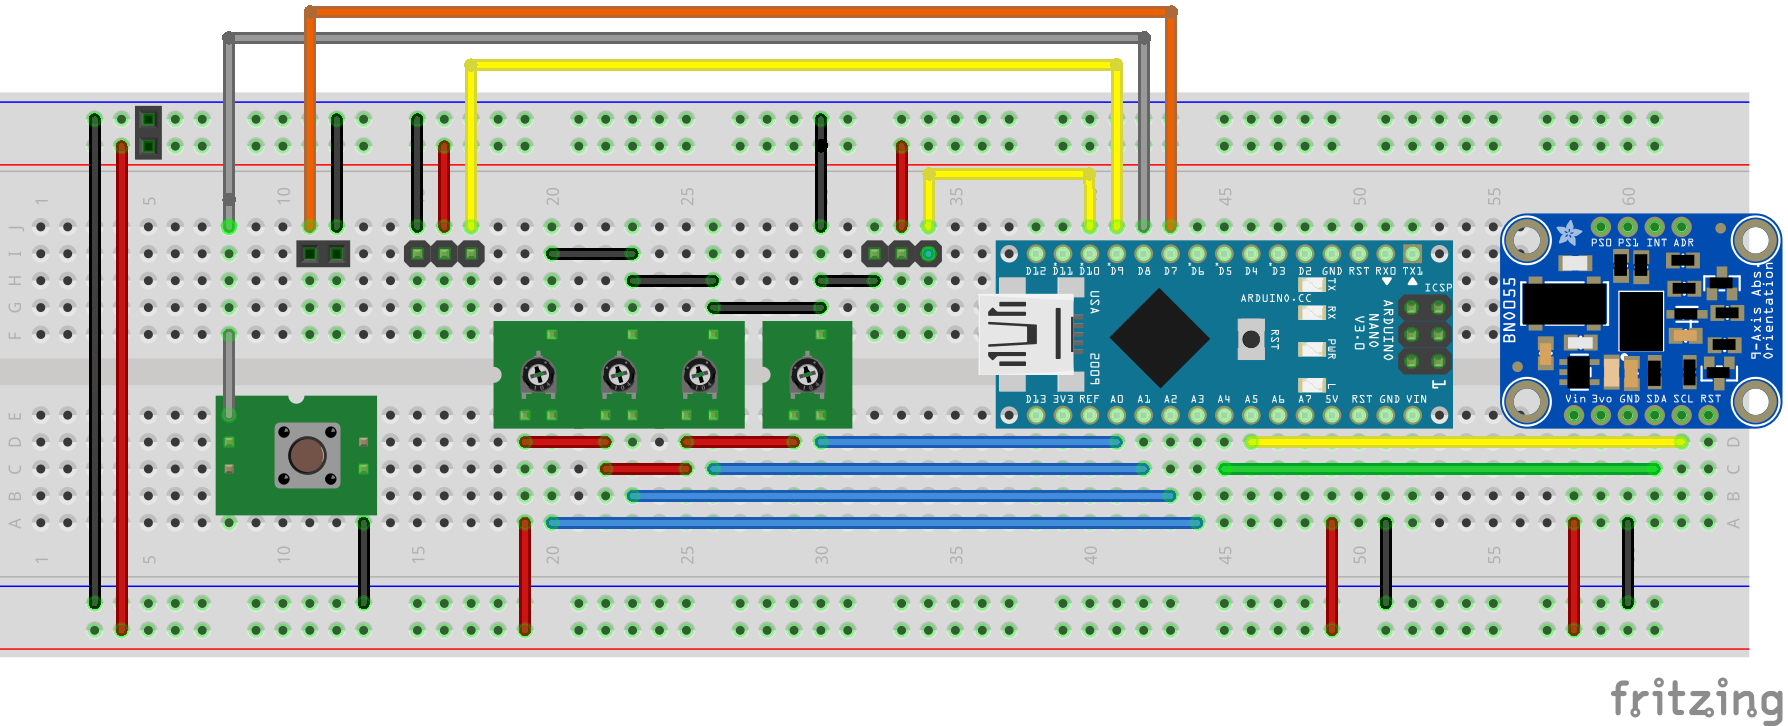 1 5 10 15 20 25 30 35 40 45 50 55 60
J
I
H
G
F
E
D
C
B
A
D12 D11 D10 D9 D8 D7 D6 D5 D4 D3 D2 GND RST RX0 TX1
USA
2009
ARDUINO.CC
RST
TX
RX
PWR
L
ARDUINO
NANO
V3.0
ICSP
1
D13 3V3 REF A0 A1 A2 A3 A4 A5 A6 A7 5V RST GND VIN
PS0 PS1 INT ADR
BNO055
9-Axis Abs.
Orientation
Vin 3vo GND SDA SCL RST
D
C
B
A
1 5 10 15 20 25 30 35 40 45 50 55 60
fritzing